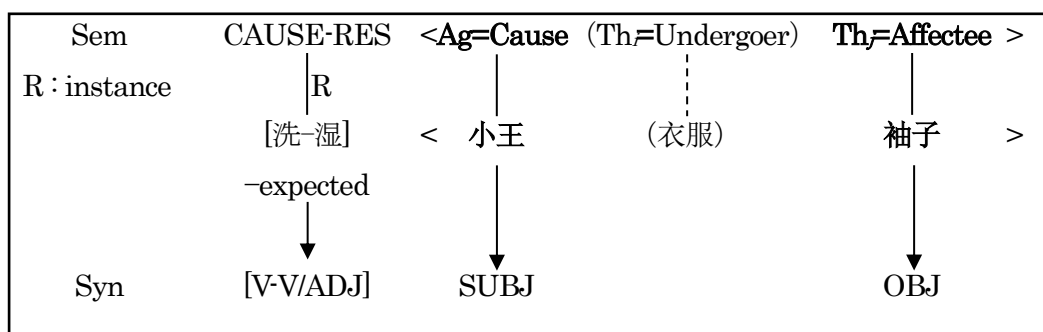 Sem CAUSE-RES <Ag=Cause (Thᵢ=Undergoer) Thⱼ=Affectee >
R : instance R
[洗-湿] < 小王 (衣服) 袖子 >
-expected
Syn [V-V/ADJ] SUBJ OBJ